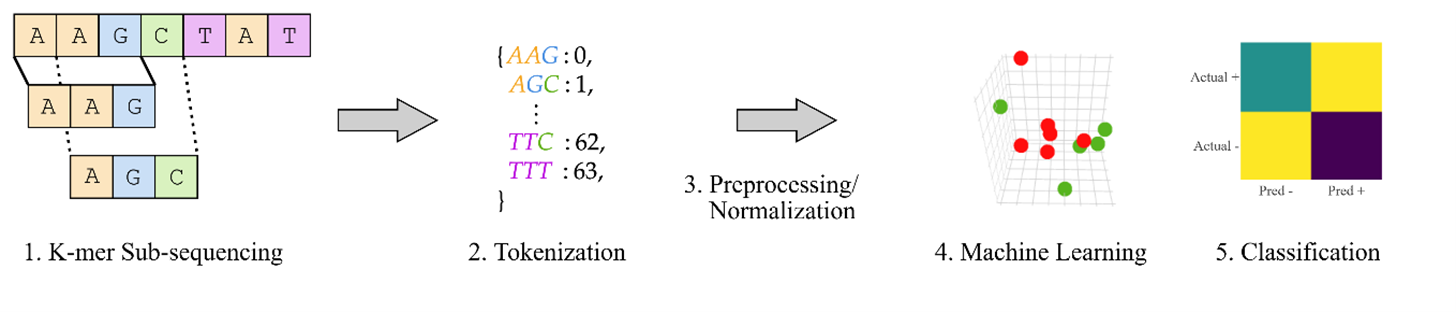 A A G C T A T
A A G
A G C
1. K-mer Sub-sequencing
{AAG : 0,
AGC : 1,
⋮
TTC : 62,
TTT : 63,
}
2. Tokenization
3. Preprocessing/
Normalization
4. Machine Learning
Actual +
Actual -
Pred - Pred +
5. Classification